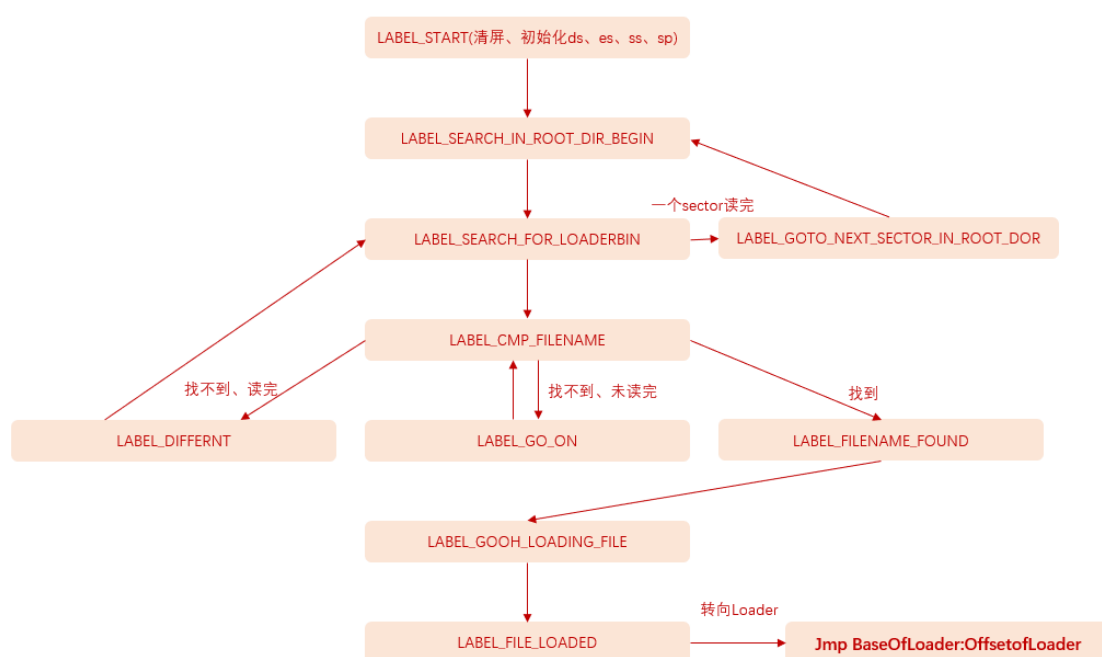 LABEL_START(清屏、初始化ds、es、ss、sp)
LABEL_SEARCH_IN_ROOT_DIR_BEGIN
一个sector读完
LABEL_SEARCH_FOR_LOADERBIN
LABEL_GOTO_NEXT_SECTOR_IN_ROOT_DOR
LABEL_CMP_FILENAME
找不到、读完
找不到、未读完
找到
LABEL_DIFFERNT
LABEL_GO_ON
LABEL_FILENAME_FOUND
LABEL_GOOH_LOADING_FILE
转向Loader
LABEL_FILE_LOADED
Jmp BaseOfLoader:OffsetofLoader